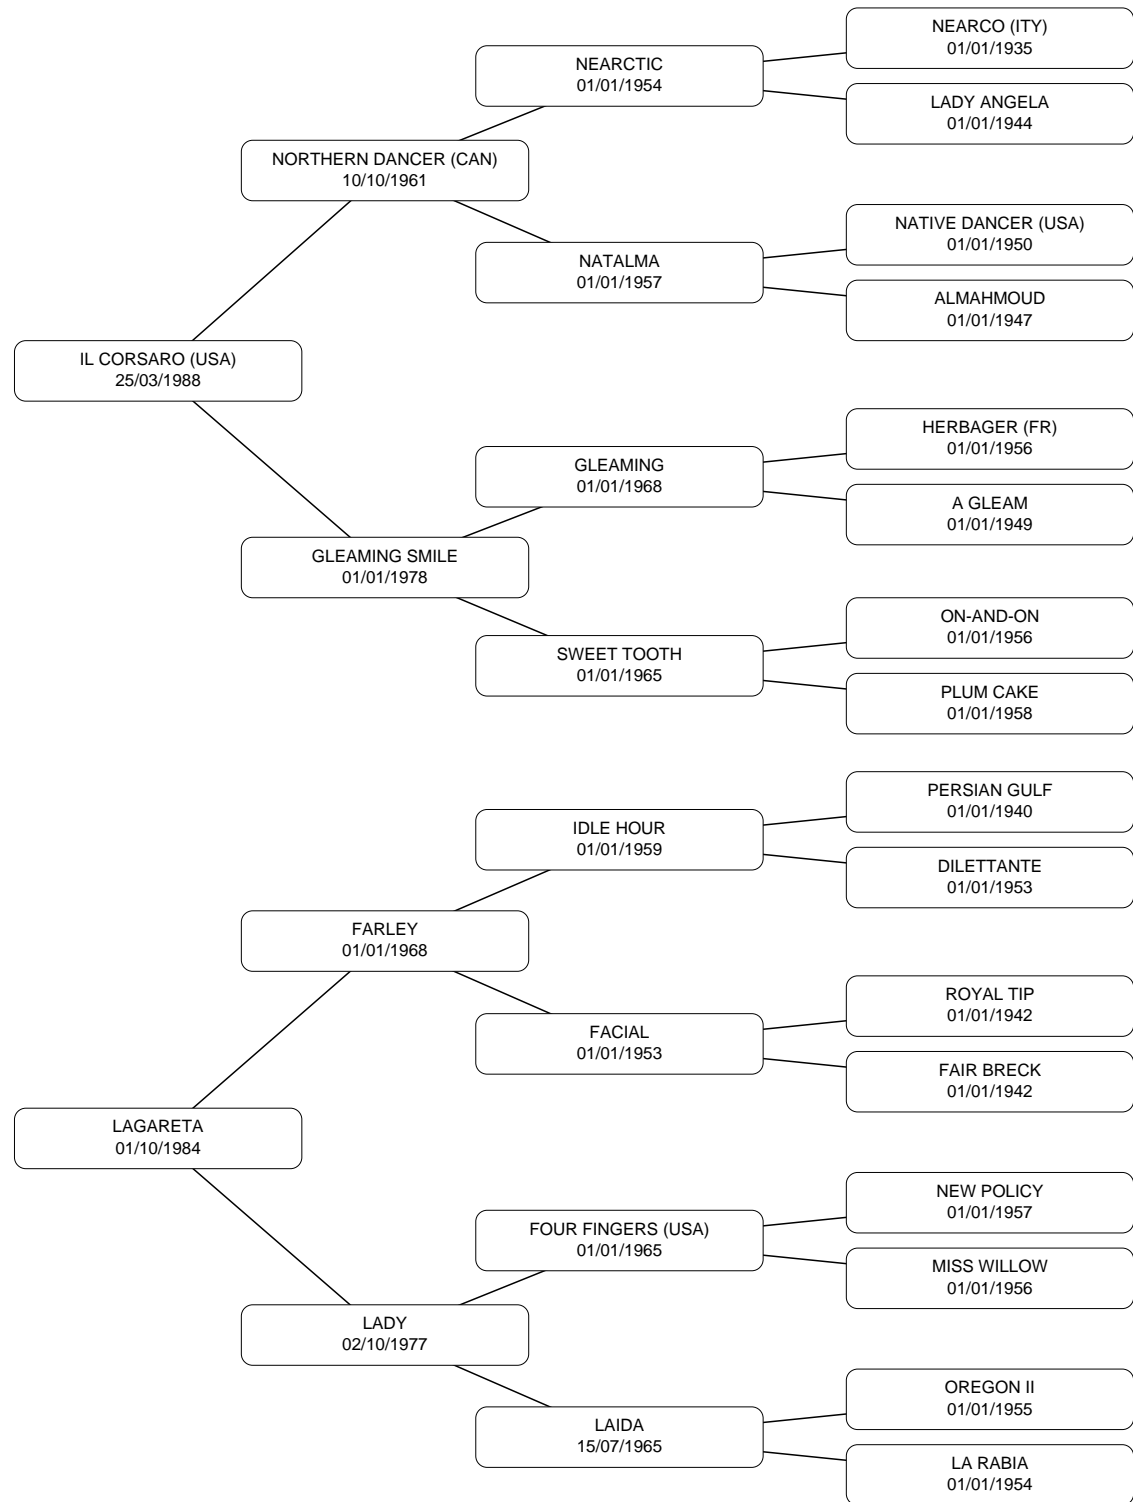 NEARCO (ITY)
01/01/1935
NEARCTIC
01/01/1954
LADY ANGELA
01/01/1944
NORTHERN DANCER (CAN)
10/10/1961
NATIVE DANCER (USA)
01/01/1950
NATALMA
01/01/1957
ALMAHMOUD
01/01/1947
IL CORSARO (USA)
25/03/1988
HERBAGER (FR)
01/01/1956
GLEAMING
01/01/1968
A GLEAM
01/01/1949
GLEAMING SMILE
01/01/1978
ON-AND-ON
01/01/1956
SWEET TOOTH
01/01/1965
PLUM CAKE
01/01/1958
PERSIAN GULF
01/01/1940
IDLE HOUR
01/01/1959
DILETTANTE
01/01/1953
FARLEY
01/01/1968
ROYAL TIP
01/01/1942
FACIAL
01/01/1953
FAIR BRECK
01/01/1942
LAGARETA
01/10/1984
NEW POLICY
01/01/1957
FOUR FINGERS (USA)
01/01/1965
MISS WILLOW
01/01/1956
LADY
02/10/1977
OREGON II
01/01/1955
LAIDA
15/07/1965
LA RABIA
01/01/1954